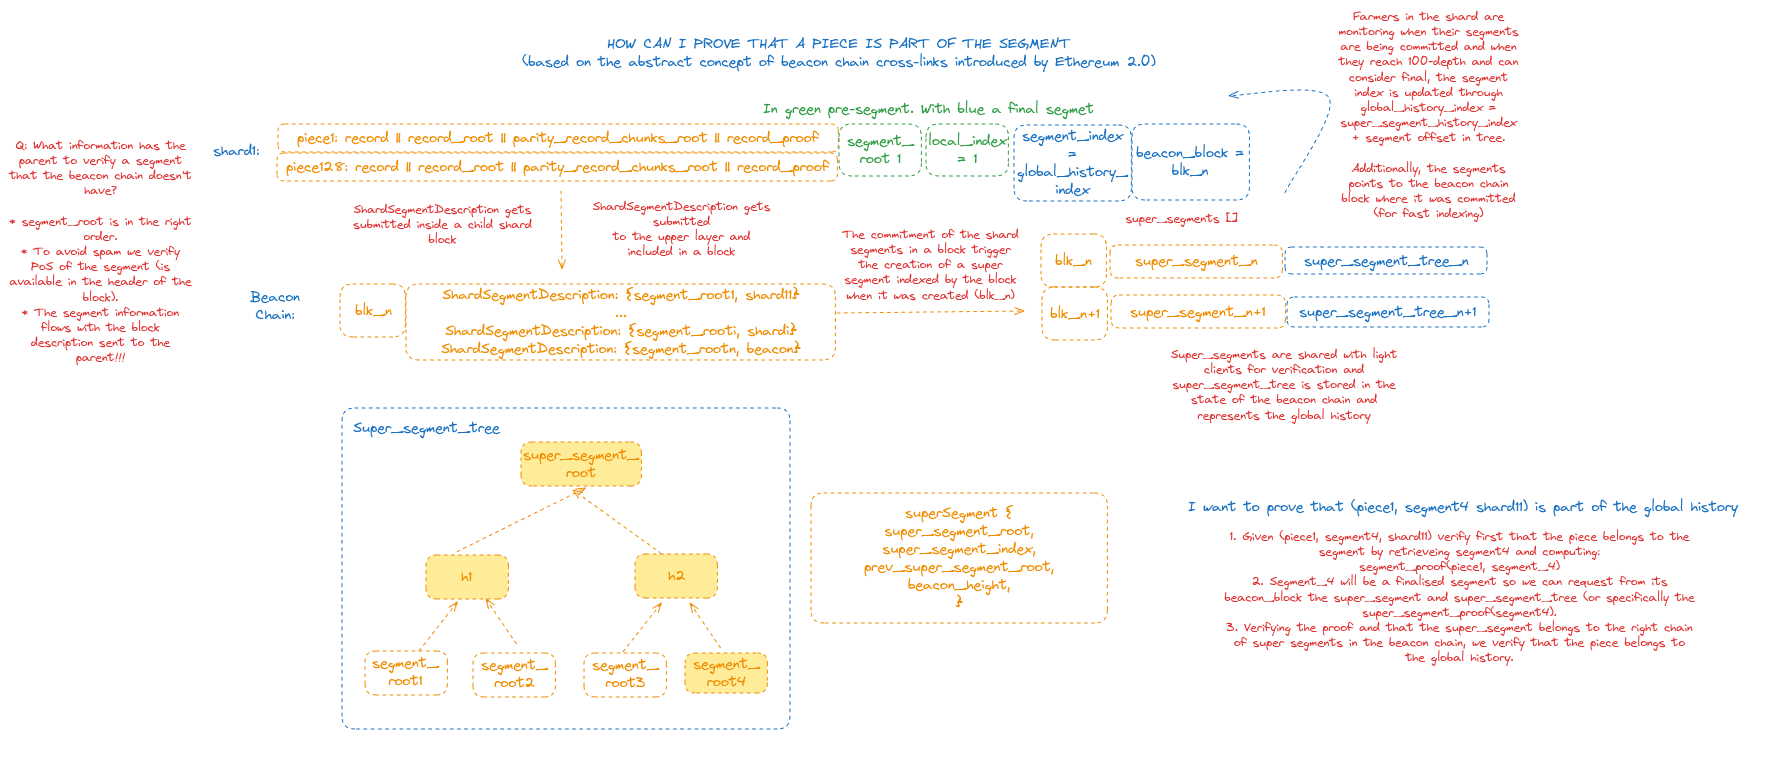 HOW CAN I PROVE THAT A PIECE IS PART OF THE SEGMENT
(based on the abstract concept of beacon chain cross-links introduced by Ethereum 2.0)
Farmers in the shard are
monitoring when their segments
are being committed and when
they reach 100-depth and can
consider final, the segment
index is updated through
global_history_index =
super_segment_history_index
+ segment offset in tree.
Additionally, the segments
points to the beacon chain
block where it was committed
(for fast indexing)
In green pre-segment. With blue a final segmet
Q: What information has the
parent to verify a segment
that the beacon chain doesn't
have?
* segment_root is in the right
order.
* To avoid spam we verify
PoS of the segment (is
available in the header of the
block).
* The segment information
flows with the block
description sent to the
parent!!!
shard1:
piece1: record || record_root || parity_record_chunks_root || record_proof
piece128: record || record_root || parity_record_chunks_root || record_proof
segment_
root 1
local_index
= 1
segment_index
=
global_history_
index
beacon_block =
blk_n
ShardSegmentDescription gets
submitted inside a child shard
block
ShardSegmentDescription gets
submitted
to the upper layer and
included in a block
The commitment of the shard
segments in a block trigger
the creation of a super
segment indexed by the block
when it was created (blk_n)
super_segments []
blk_n
super_segment_n
super_segment_tree_n
blk_n+1
super_segment_n+1
super_segment_tree_n+1
Beacon
Chain:
blk_n
ShardSegmentDescription: {segment_root1, shard11}
...
ShardSegmentDescription: {segment_rooti, shardi}
ShardSegmentDescription: {segment_rootn, beacon}
Super_segments are shared with light
clients for verification and
super_segment_tree is stored in the
state of the beacon chain and
represents the global history
Super_segment_tree
super_segment_
root
h1
h2
segment_
root1
segment_
root2
segment_
root3
segment_
root4
superSegment {
super_segment_root,
super_segment_index,
prev_super_segment_root,
beacon_height,
}
I want to prove that (piece1, segment4 shard11) is part of the global history
1. Given (piece1, segment4, shard11) verify first that the piece belongs to the
segment by retrieveing segment4 and computing:
segment_proof(piece1, segment_4)
2. Segment_4 will be a finalised segment so we can request from its
beacon_block the super_segment and super_segment_tree (or specifically the
super_segment_proof(segment4).
3. Verifying the proof and that the super_segment belongs to the right chain
of super segments in the beacon chain, we verify that the piece belongs to
the global history.